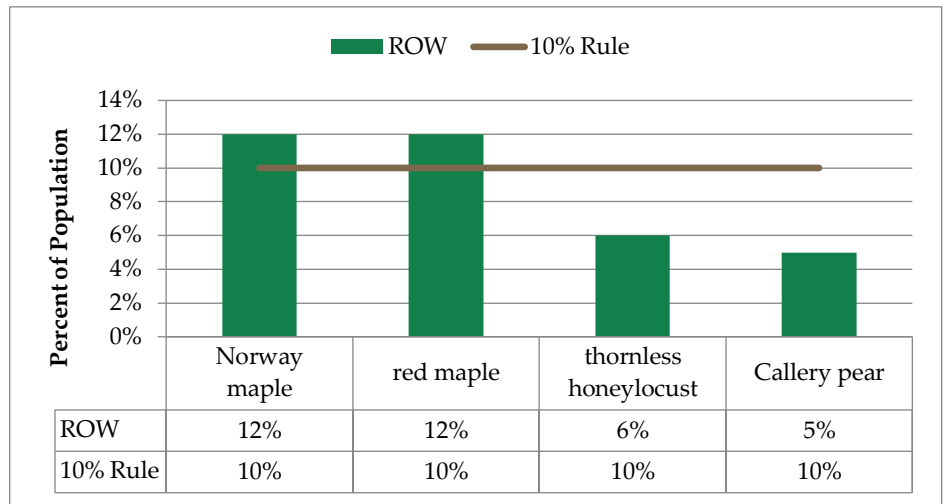 ROW 10% Rule
Percent of Population
14%
12%
10%
8%
6%
4%
2%
0%
Norway maple red maple thornless honeylocust Callery pear
ROW 12% 12% 6% 5%
10% Rule 10% 10% 10% 10%